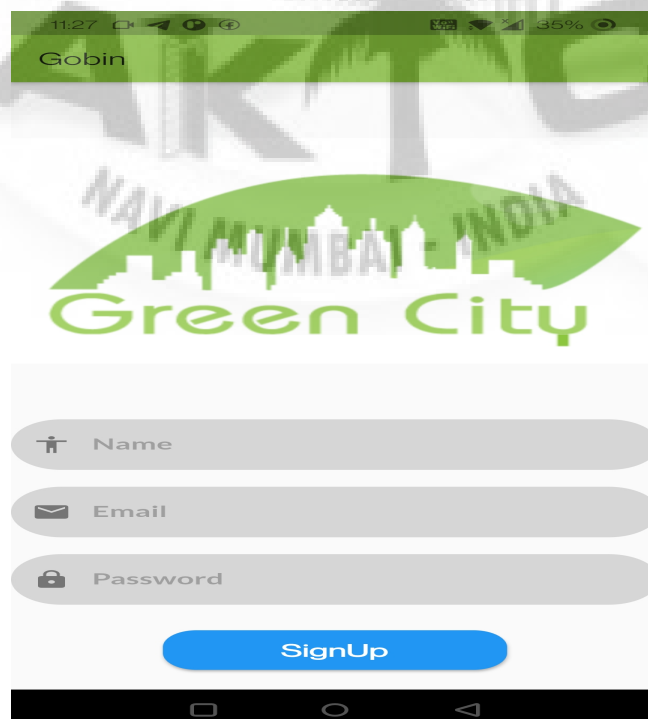 11:27 35%
Gobin
NAVI MUMBAI - INDIA
Green City
Name
Email
Password
SignUp